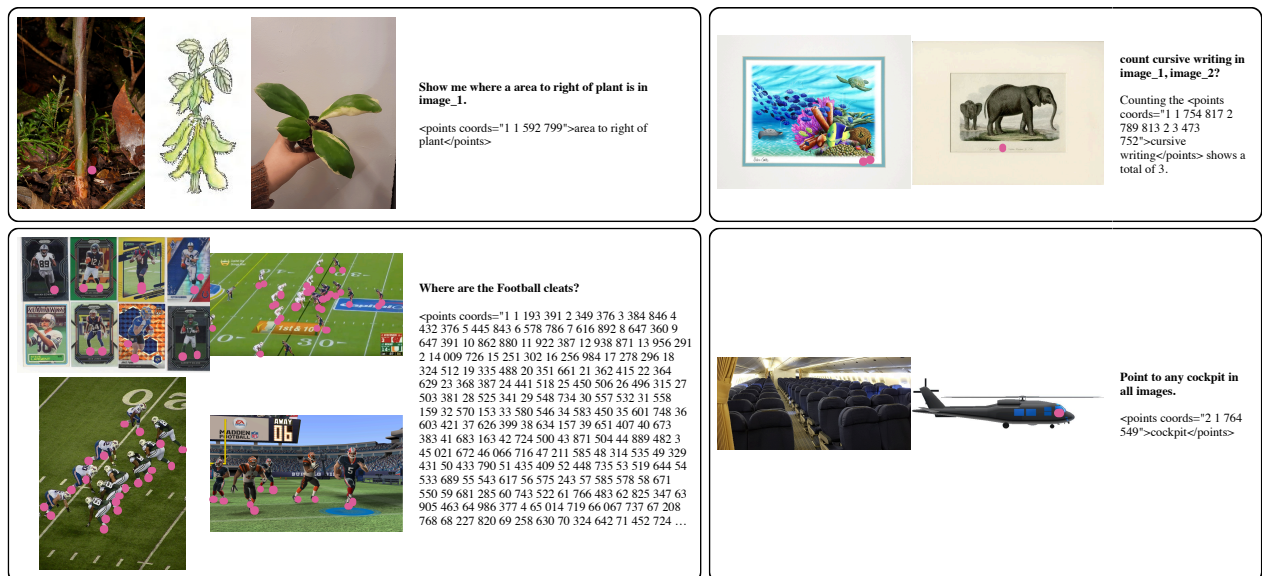 Show me where a area to right of plant is in
image_1.
<points coords="1 1 592 799">area to right of
plant</points>
count cursive writing in
image_1, image_2?
Counting the <points
coords="1 1 754 817 2
789 813 2 3 473
752">cursive
writing</points> shows a
total of 3.
Where are the Football cleats?
<points coords="1 1 193 391 2 349 376 3 384 846 4
432 376 5 445 843 6 578 786 7 616 892 8 647 360 9
647 391 10 862 880 11 922 387 12 938 871 13 956 291
2 14 009 726 15 251 302 16 256 984 17 278 296 18
324 512 19 335 488 20 351 661 21 362 415 22 364
629 23 368 387 24 441 518 25 450 506 26 496 315 27
503 381 28 525 341 29 548 734 30 557 532 31 558
159 32 570 153 33 580 546 34 583 450 35 601 748 36
603 421 37 626 399 38 634 157 39 651 407 40 673
383 41 683 163 42 724 500 43 871 504 44 889 482 3
45 021 672 46 066 716 47 211 585 48 314 535 49 329
431 50 433 790 51 435 409 52 448 735 53 519 644 54
533 689 55 543 617 56 575 243 57 585 578 58 671
550 59 681 285 60 743 522 61 766 483 62 825 347 63
905 463 64 986 377 4 65 014 719 66 067 737 67 208
768 68 227 820 69 258 630 70 324 642 71 452 724 ...
1st & 10
EA
MADDEN
FOOTBALL
AWAY
06
Point to any cockpit in
all images.
<points coords="2 1 764
549">cockpit</points>